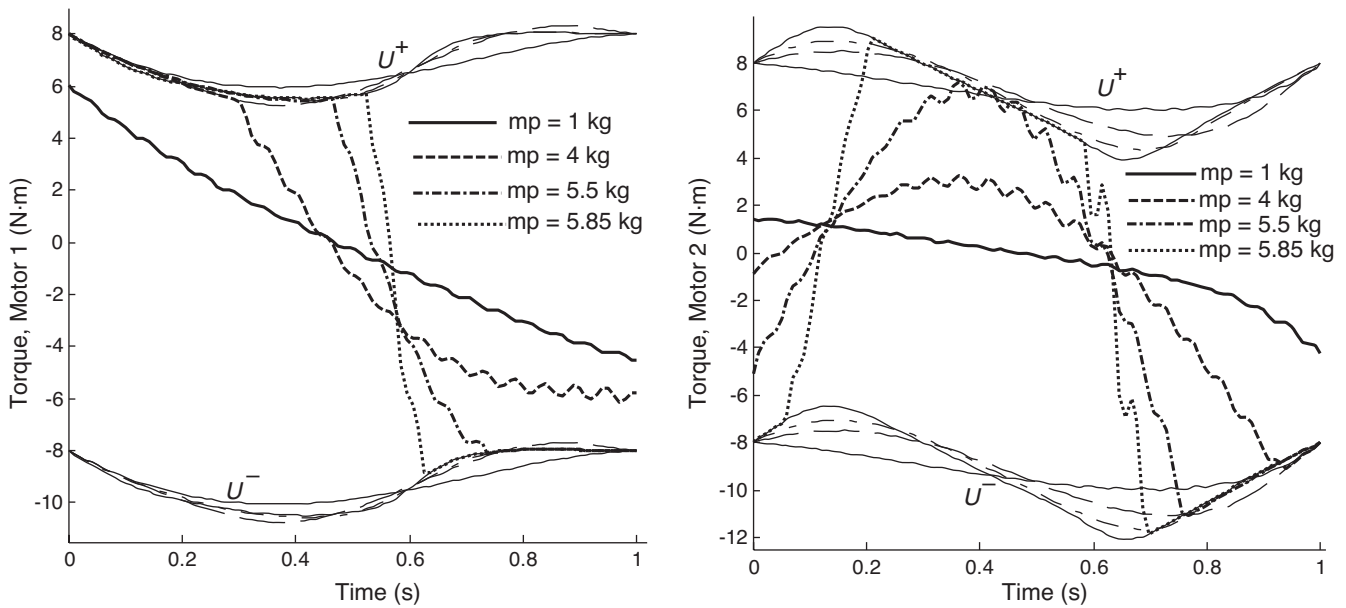 8
6
4
2
0
-2
-4
-6
-8
-10
Torque, Motor 1 (N·m)
U+
mp = 1 kg
mp = 4 kg
mp = 5.5 kg
mp = 5.85 kg
U−
0
0.2
0.4
0.6
0.8
1
Time (s)
2
8
6
4
2
0
-2
-4
6
-8
-10
-12
Torque, Motor 2 (N·m)
U+
mp = 1 kg
mp = 4 kg
mp = 5.5 kg
mp = 5.85 kg
U−
0
0.2
0.4
0.6
0.8
1
Time (s)